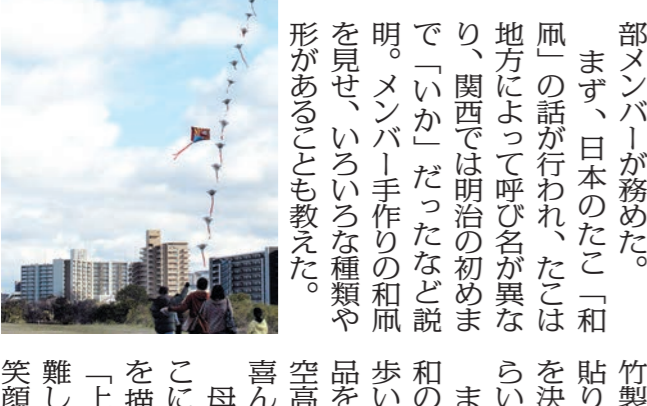 部メンバーが務めた。
まず、日本のたこ「和
凧」の話が行われ、たこは
地方によって呼び名が異な
り、関西では明治の初めま
で「いか」だったなど説
明。メンバー手作りの和凧
を見せ、いろいろな種類や
形があることも教えた。
竹製
貼り
を決
らい
ま
和の
歩い
品を
空高
喜ん
母
こに
を描
「上
難し
笑顔